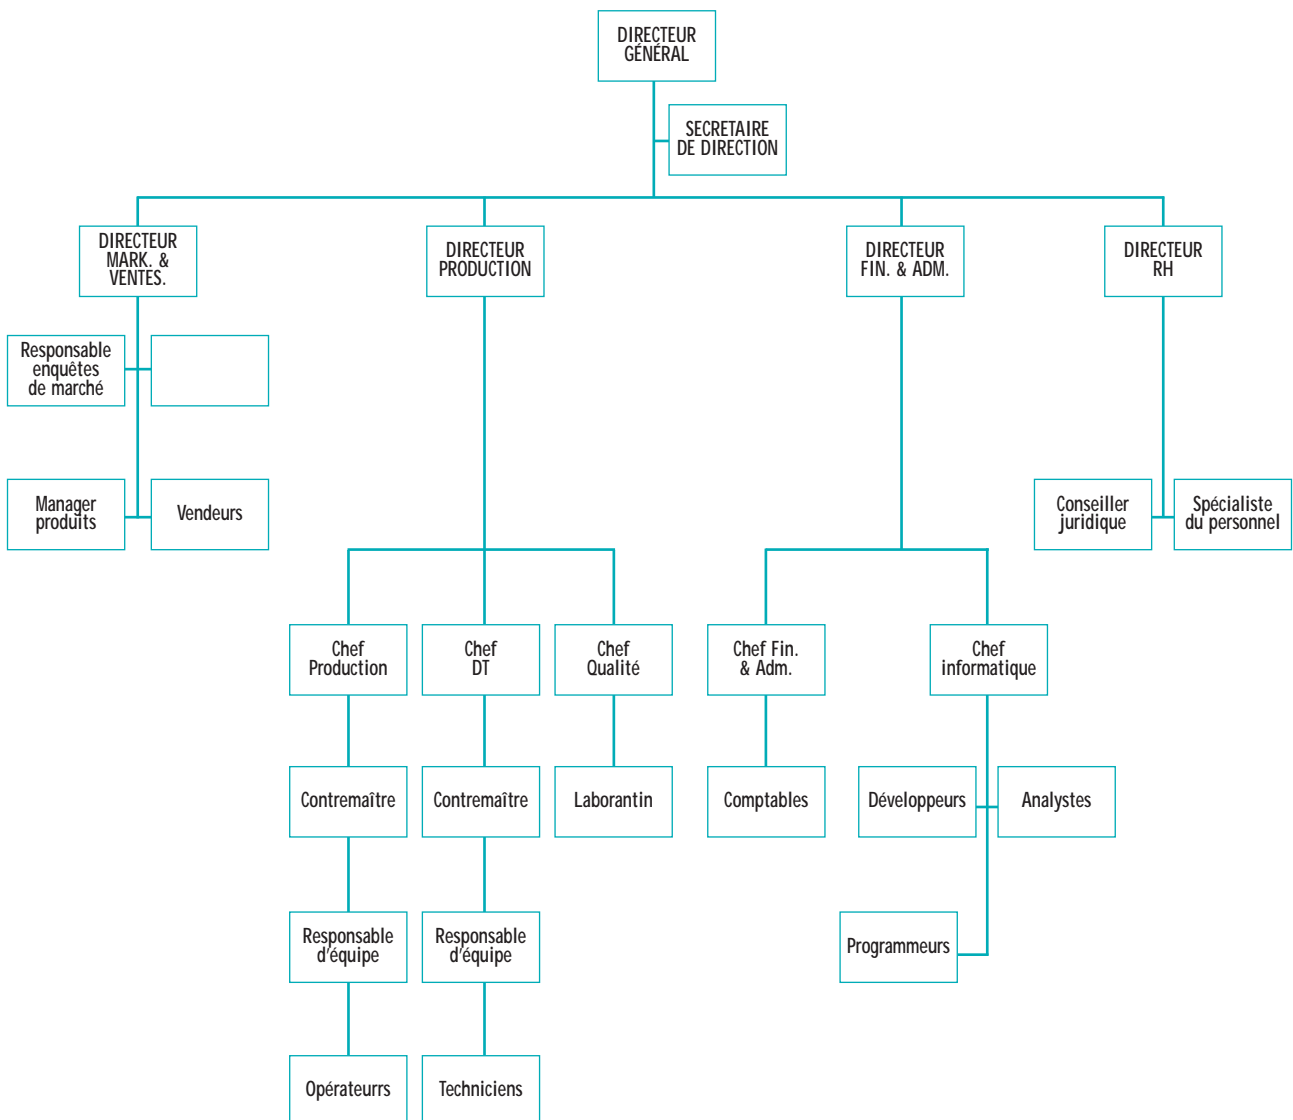 DIRECTEUR
GÉNÉRAL
SECRETAIRE
DE DIRECTION
DIRECTEUR
MARK. &
VENTES.
DIRECTEUR
PRODUCTION
DIRECTEUR
FIN. & ADM.
DIRECTEUR
RH
Responsable
enquêtes
de marché
Manager
produits
Vendeurs
Conseiller
juridique
Spécialiste
du personnel
Chef
Production
Chef
DT
Chef
Qualité
Chef Fin.
& Adm.
Chef
informatique
Contremaître
Contremaître
Laborantin
Comptables
Développeurs
Analystes
Responsable
d'équipe
Responsable
d'équipe
Programmeurs
Opérateurrs
Techniciens